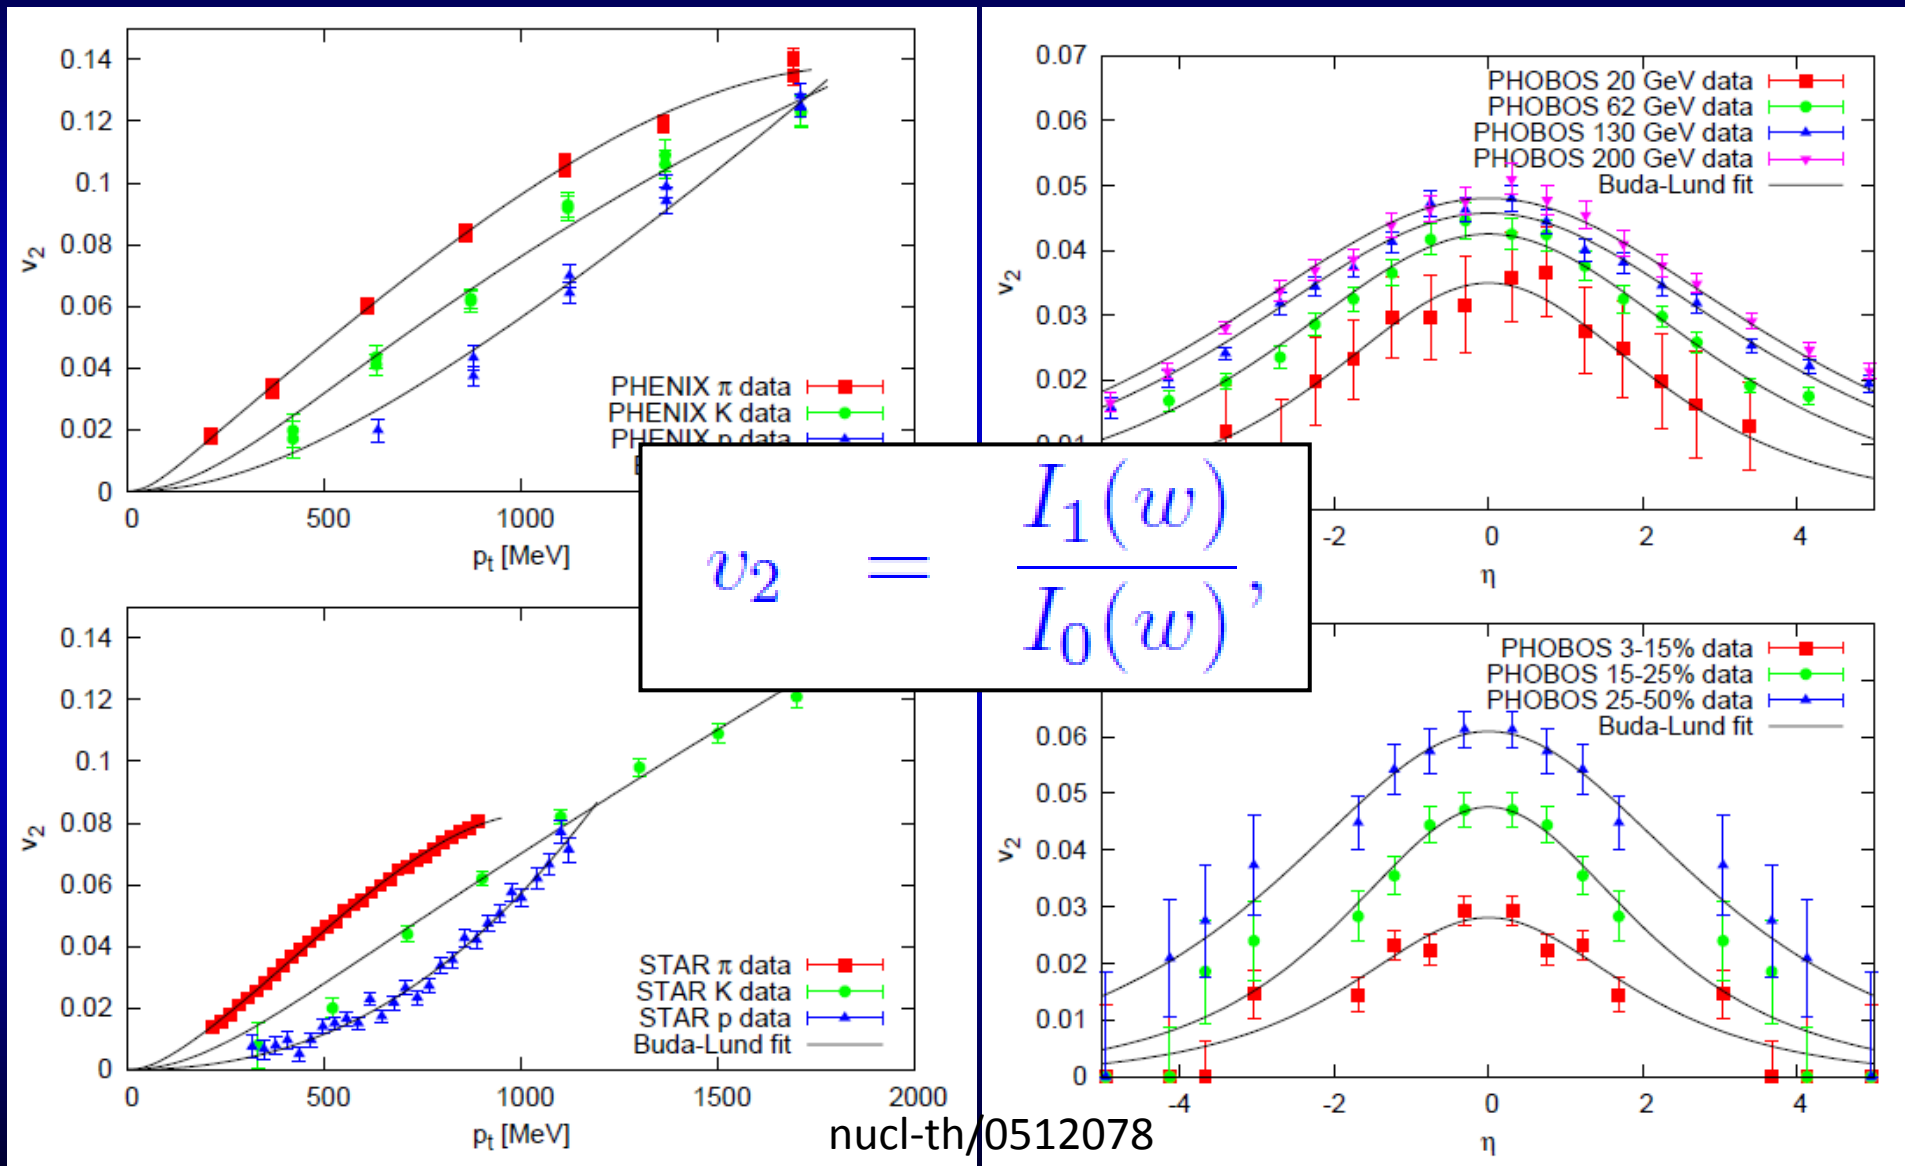 0.14
0.12
0.1
0.08
0.06
0.04
0.02
0
v2
PHENIX π data
PHENIX K data
PHENIX p data
0
500
1000
pt [MeV]
0.07
0.06
0.05
0.04
0.03
0.02
0.01
v2
PHOBOS 20 GeV data
PHOBOS 62 GeV data
PHOBOS 130 GeV data
PHOBOS 200 GeV data
Buda-Lund fit
-2
0
2
4
η
v2 = I1(w) / I0(w) ,
0.14
0.12
0.1
0.08
0.06
0.04
0.02
0
v2
STAR π data
STAR K data
STAR p data
Buda-Lund fit
0
500
1000
1500
2000
pt [MeV]
PHOBOS 3-15% data
PHOBOS 15-25% data
PHOBOS 25-50% data
Buda-Lund fit
0.06
0.05
0.04
0.03
0.02
0.01
0
v2
-4
-2
0
2
4
η
nucl-th/0512078